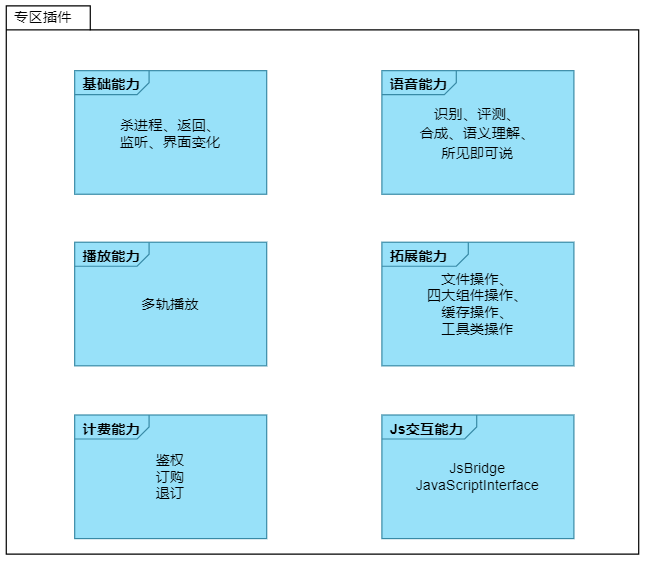 专区插件
基础能力
杀进程、返回、
监听、界面变化
语音能力
识别、评测、
合成、语义理解、
所见即可说
播放能力
多轨播放
拓展能力
文件操作、
四大组件操作、
缓存操作、
工具类操作
计费能力
鉴权
订购
退订
Js交互能力
JsBridge
JavaScriptInterface